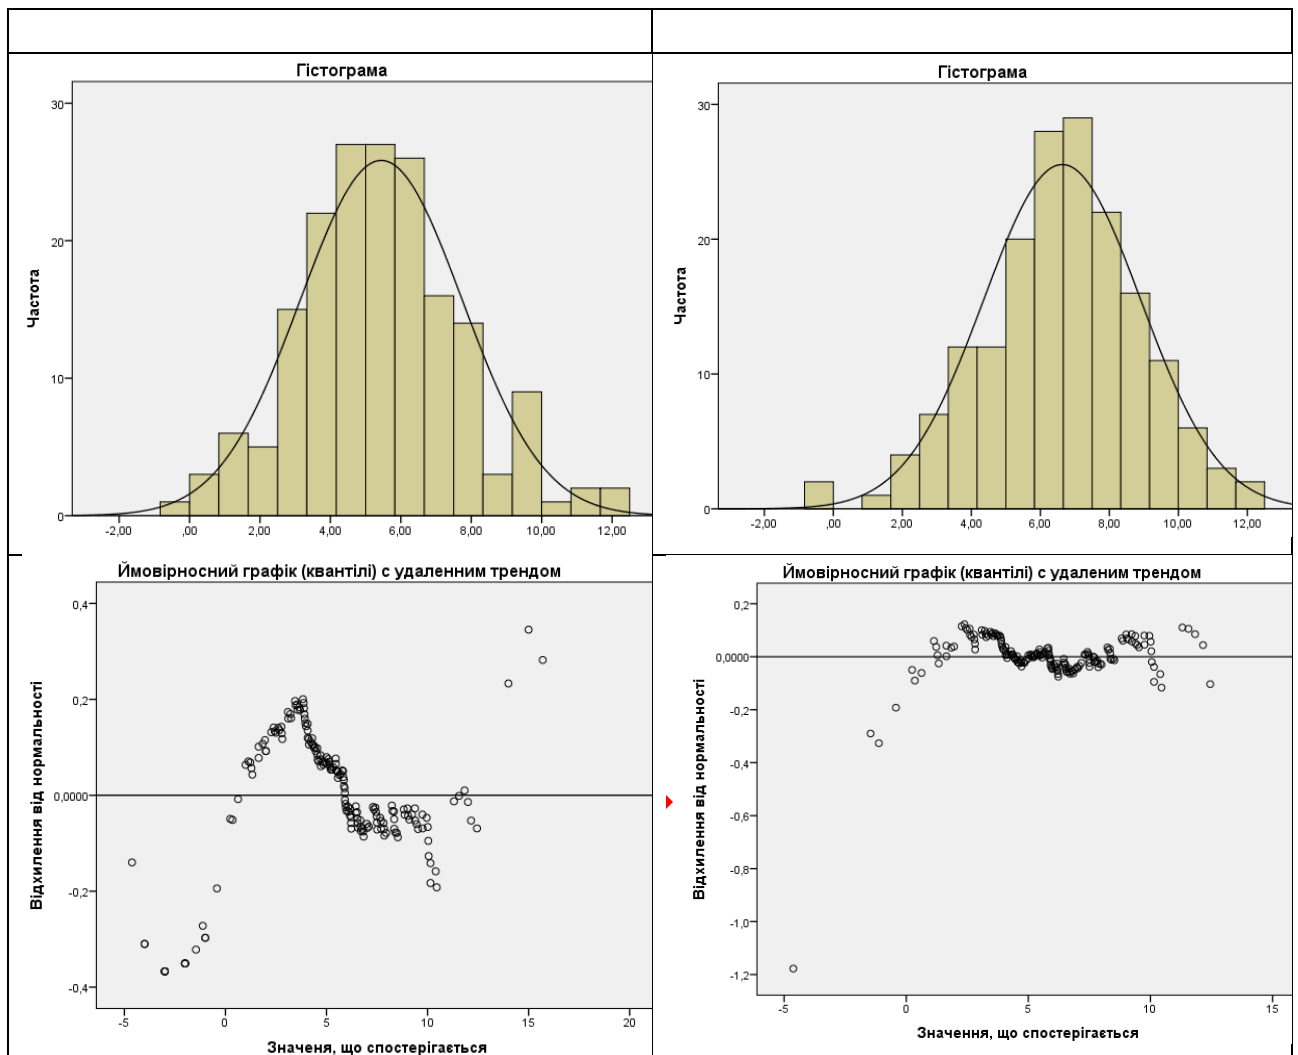 Гістограма
30
20
10
0
Частота
-2,00 ,00 2,00 4,00 6,00 8,00 10,00 12,00
Гістограма
30
20
10
0
Частота
-2,00 ,00 2,00 4,00 6,00 8,00 10,00 12,00
Ймовірносний графік (квантілі) с удаленним трендом
0,4
0,2
0,0000
-0,2
-0,4
Відхилення від нормальності
-5 0 5 10 15 20
Значеня, що спостерігається
Ймовірносний графік (квантілі) с удаленим трендом
0,2
0,0000
-0,2
-0,4
-0,6
-0,8
-1,0
-1,2
Відхилення від нормальності
-5 0 5 10 15
Значення, що спостерігається